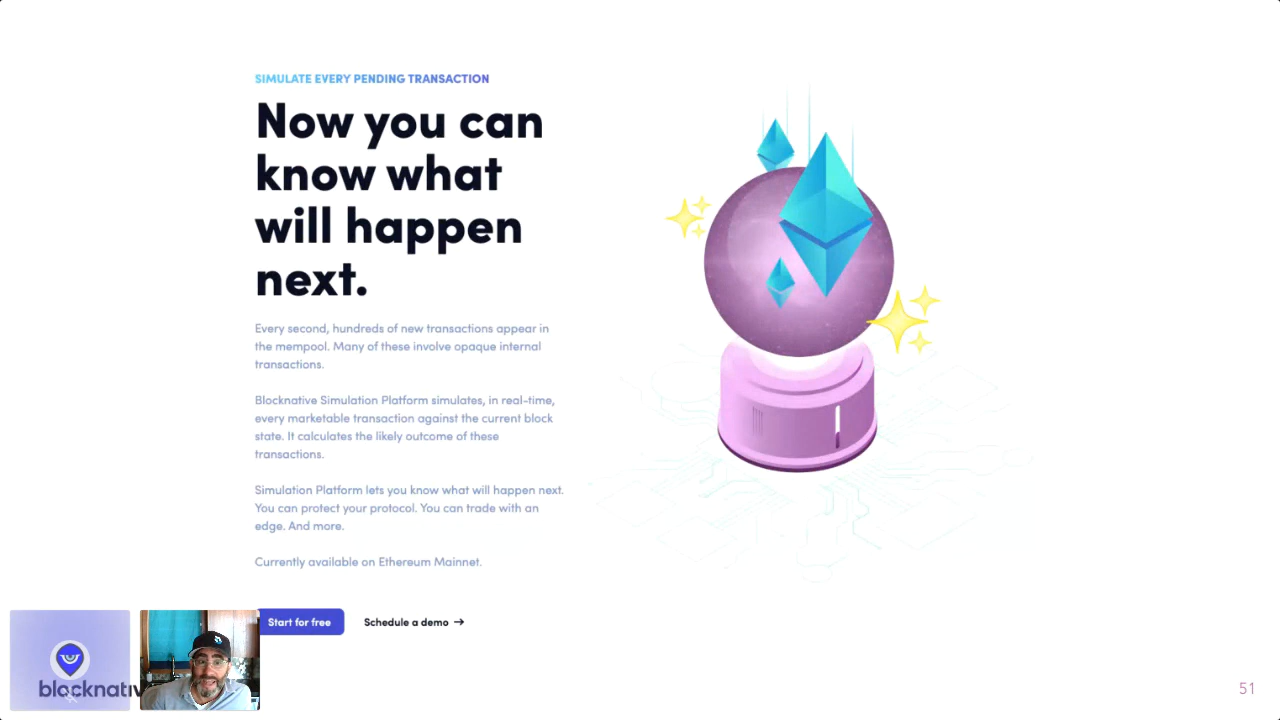 SIMULATE EVERY PENDING TRANSACTION
Now you can
know what
will happen
next.
Every second, hundreds of new transactions appear in
the mempool. Many of these involve opaque internal
transactions.
Blocknative Simulation Platform simulates, in real-time,
every marketable transaction against the current block
state. It calculates the likely outcome of these
transactions.
Simulation Platform lets you know what will happen next.
You can protect your protocol. You can trade with an
edge. And more.
Currently available on Ethereum Mainnet.
Start for free
Schedule a demo →
blocknativ
51